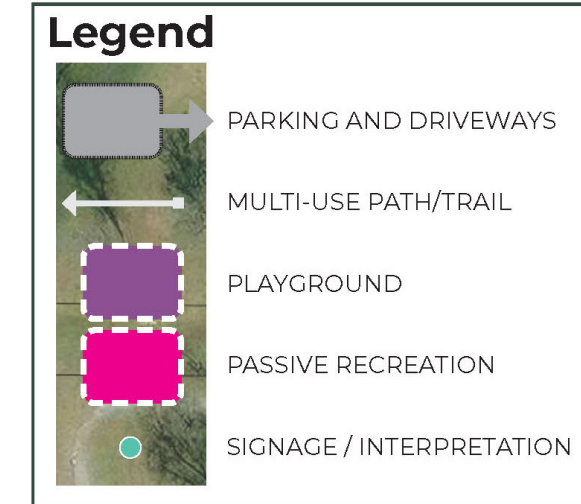 Legend
PARKING AND DRIVEWAYS
MULTI-USE PATH/TRAIL
PLAYGROUND
PASSIVE RECREATION
SIGNAGE / INTERPRETATION